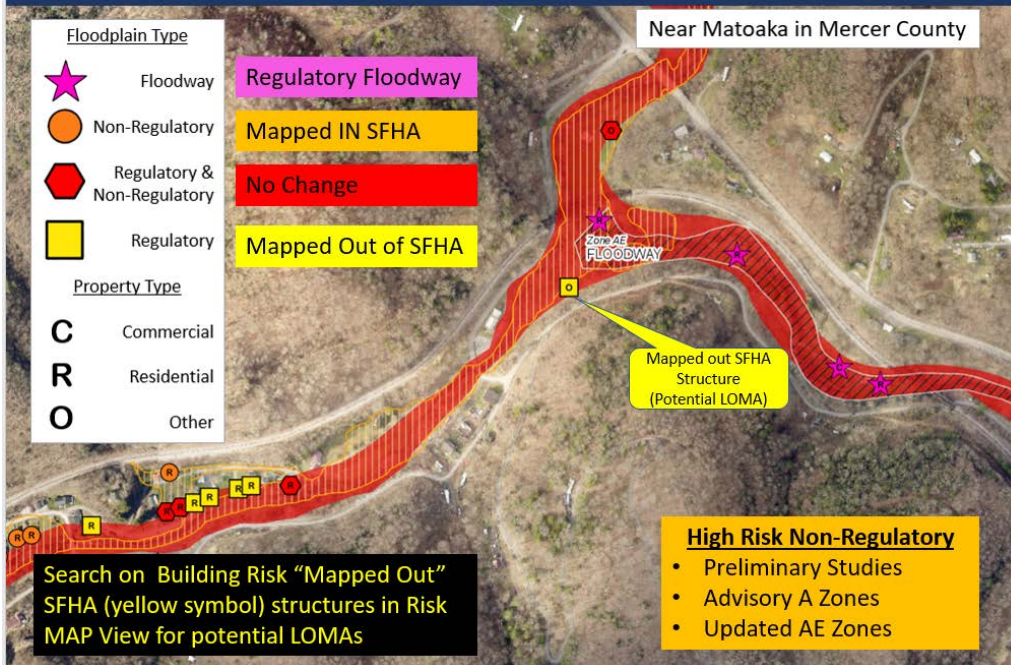 Near Matoaka in Mercer County
Floodplain Type
Floodway
Non-Regulatory
Regulatory &
Non-Regulatory
Regulatory
Property Type
C Commercial
R Residential
O Other
Regulatory Floodway
Mapped IN SFHA
No Change
Mapped Out of SFHA
O
R
Zone AE
FLOODWAY
R
O
Mapped out SFHA
Structure
(Potential LOMA)
R
R
R
R
R
R
R
R
R
R
R
R
Search on Building Risk “Mapped Out”
SFHA (yellow symbol) structures in Risk
MAP View for potential LOMAs
High Risk Non-Regulatory
• Preliminary Studies
• Advisory A Zones
• Updated AE Zones